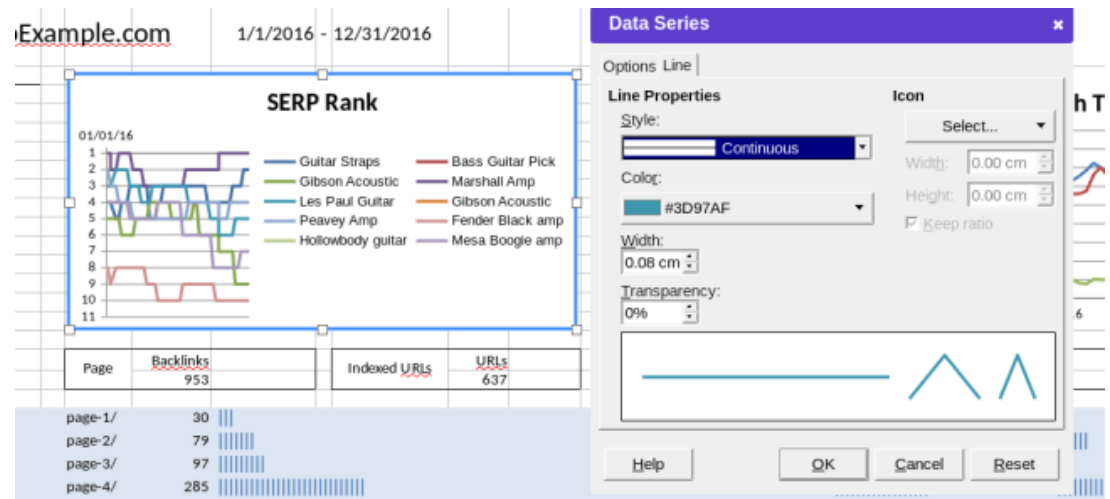 Example.com 1/1/2016 - 12/31/2016
SERP Rank
01/01/16
1
2
3
4
5
6
7
8
9
10
11
Guitar Straps Bass Guitar Pick
Gibson Acoustic Marshall Amp
Les Paul Guitar Gibson Acoustic
Peavey Amp Fender Black amp
Hollowbody guitar Mesa Boogie amp
Page Backlinks
953
Indexed URLs URLs
637
page-1/ 30
page-2/ 79
page-3/ 97
page-4/ 285
Data Series
Options Line
Line Properties
Style:
Continuous
Color:
#3D97AF
Width:
0.08 cm
Transparency:
0%
Icon
Select...
Width: 0.00 cm
Height: 0.00 cm
Keep ratio
Help OK Cancel Reset
h T
6